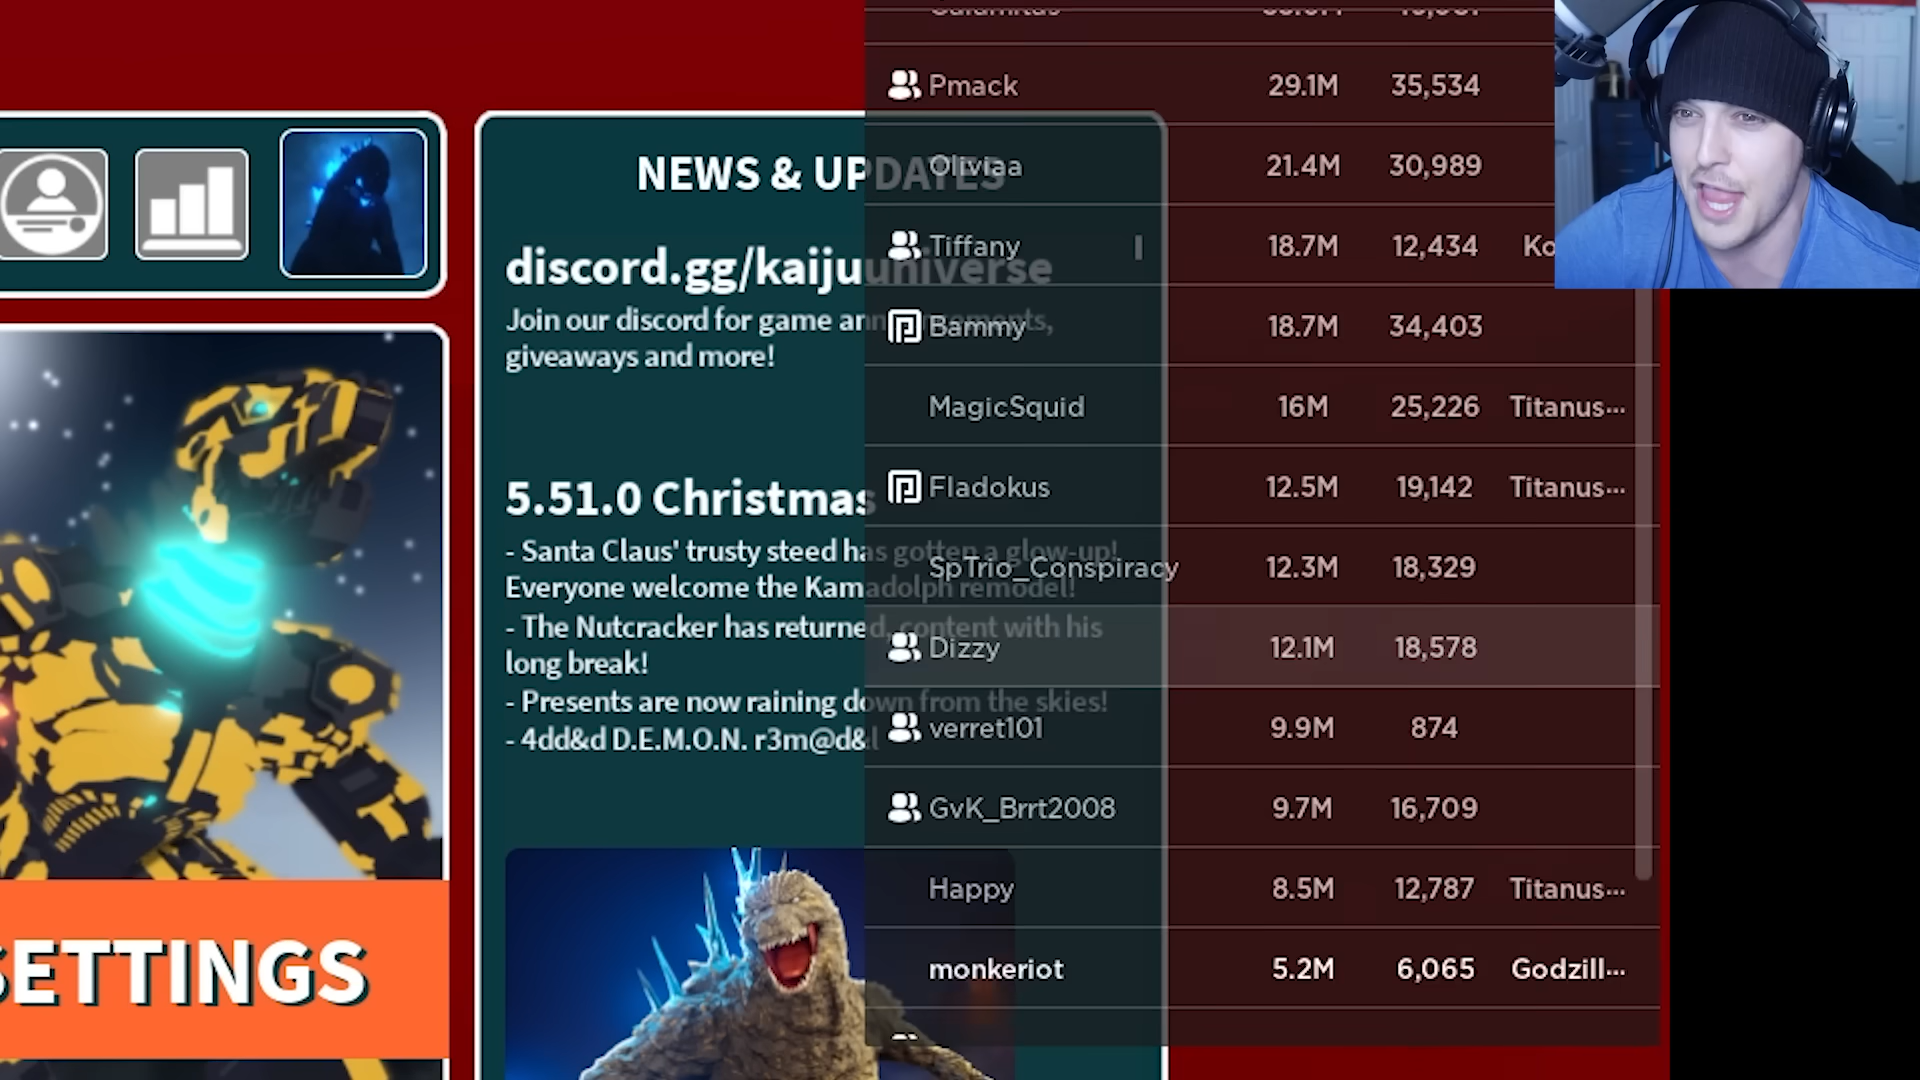 NEWS & UPDATES
discord.gg/kaijuuniverse
Join our discord for game announcements,
giveaways and more!
5.51.0 Christmas
- Santa Claus' trusty steed has gotten a glow-up!
Everyone welcome the Kamadolph remodel!
- The Nutcracker has returned, content with his
long break!
- Presents are now raining down from the skies!
- 4dd&d D.E.M.O.N. r3m@d&l
SETTINGS
Pmack 29.1M 35,534
Oliviaa 21.4M 30,989
Tiffany 18.7M 12,434 Ko
Bammy 18.7M 34,403
MagicSquid 16M 25,226 Titanus...
Fladokus 12.5M 19,142 Titanus...
SpTrio_Conspiracy 12.3M 18,329
Dizzy 12.1M 18,578
verret101 9.9M 874
GvK_Brrt2008 9.7M 16,709
Happy 8.5M 12,787 Titanus...
monkeriot 5.2M 6,065 Godzill...